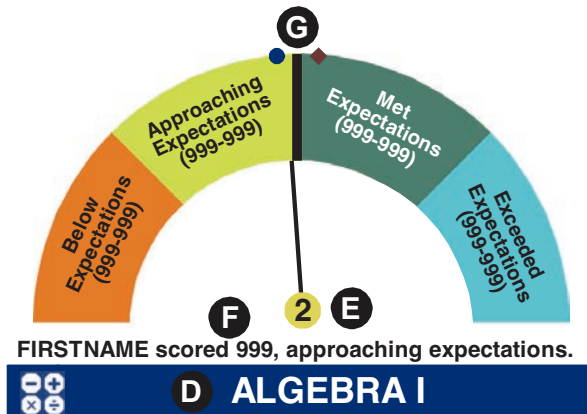 G
Approaching
Expectations
(999-999)
Met
Expectations
(999-999)
Below
Expectations
(999-999)
Exceeded
Expectations
(999-999)
F
2
E
FIRSTNAME scored 999, approaching expectations.
D ALGEBRA I